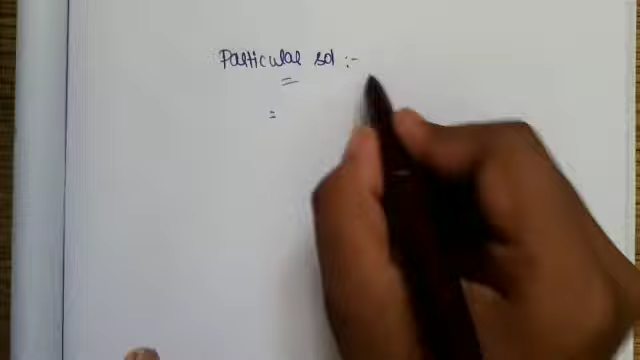 Particular sol :-
=